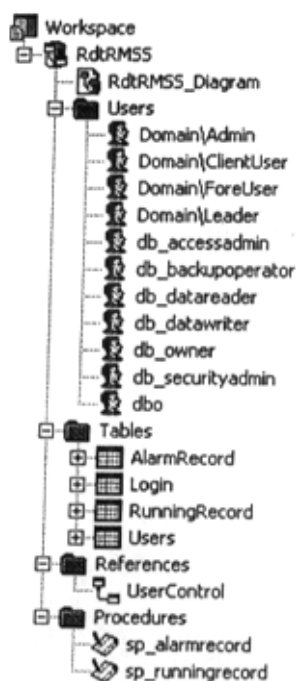 Workspace
RdtRMSS
RdtRMSS_Diagram
Users
Domain\Admin
Domain\ClientUser
Domain\ForeUser
Domain\Leader
db_accessadmin
db_backupoperator
db_datareader
db_datawriter
db_owner
db_securityadmin
dbo
Tables
AlarmRecord
Login
RunningRecord
Users
References
UserControl
Procedures
sp_alarmrecord
sp_runningrecord